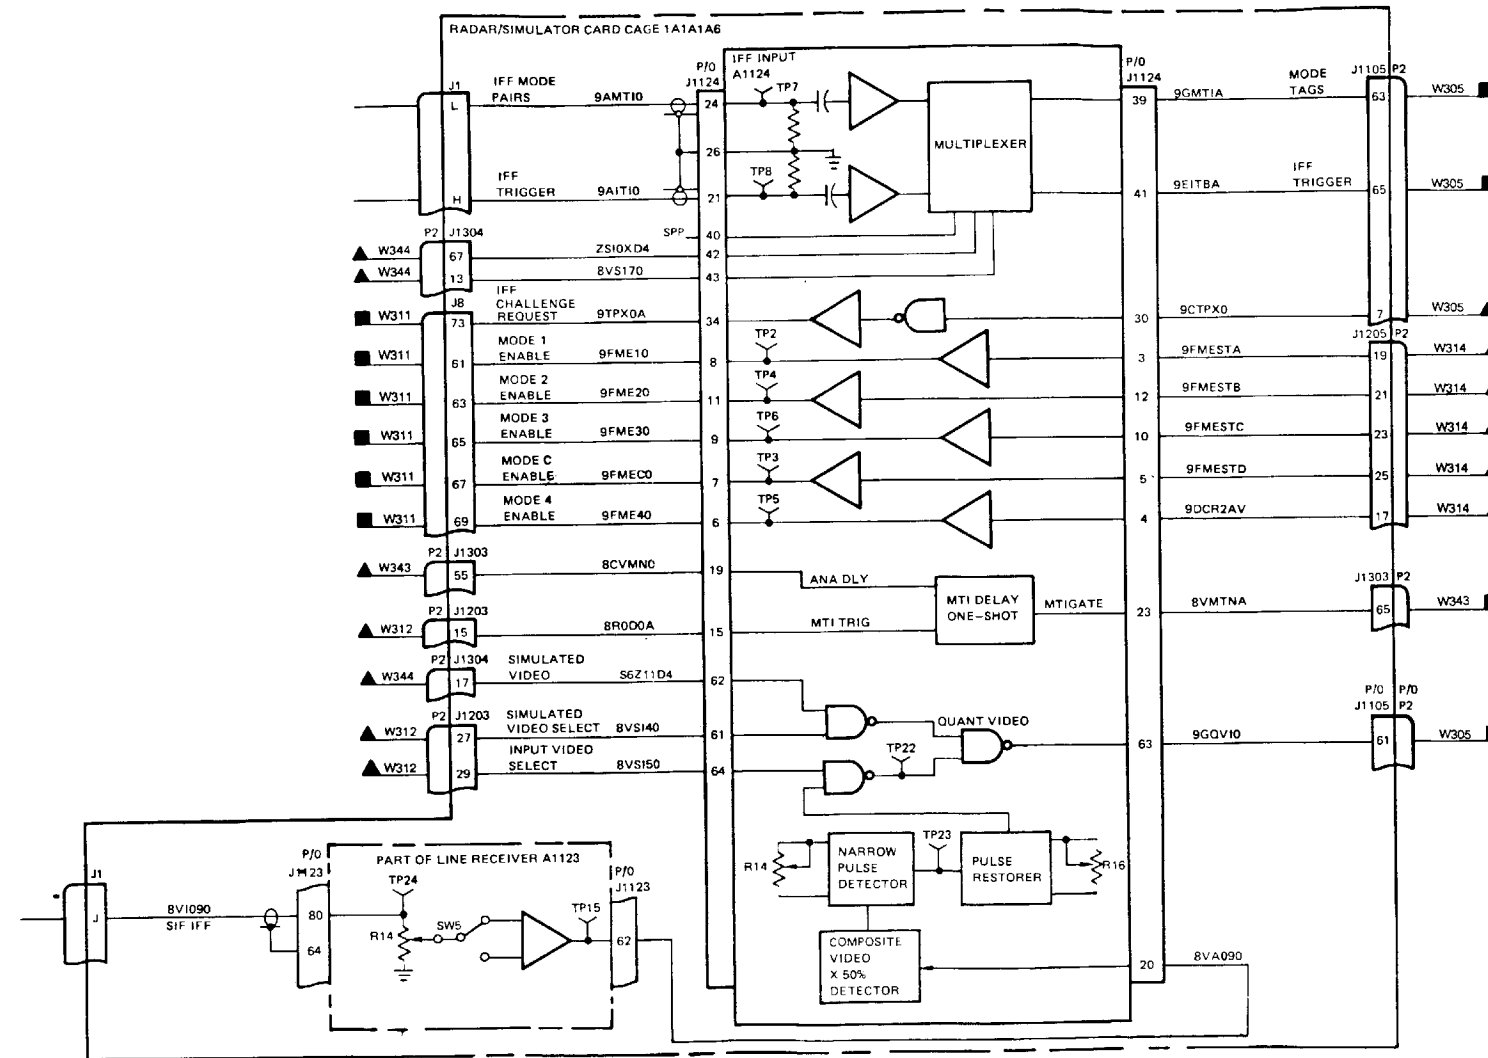 RADAR/SIMULATOR CARD CAGE 1A1A1A6
P/O
J1124
IFF INPUT
A1124
P/O
J1124
J1
L
IFF MODE
PAIRS
9AMTI0
24
TP7
39
9GMTIA
MODE
TAGS
J1105 P2
63
W305
26
MULTIPLEXER
IFF
TRIGGER
H
9AITI0
21
TP8
41
9EITBA
IFF
TRIGGER
65
W305
SPP
40
P2 J1304
W344
67
ZSI0XD4
42
W344
13
8VS170
43
J8
IFF
CHALLENGE
REQUEST
W311
73
9TPX0A
34
30
9CTPX0
7
W305
J1205 P2
W311
61
MODE 1
ENABLE
9FME10
8
TP2
3
9FMESTA
19
W314
W311
63
MODE 2
ENABLE
9FME20
11
TP4
12
9FMESTB
21
W314
W311
65
MODE 3
ENABLE
9FME30
9
TP6
10
9FMESTC
23
W314
W311
67
MODE C
ENABLE
9FMEC0
7
TP3
5
9FMESTD
25
W314
W311
69
MODE 4
ENABLE
9FME40
6
TP5
4
9DCR2AV
17
W314
P2 J1303
W343
55
8CVMN0
19
ANA DLY
MTI DELAY
ONE-SHOT
MTIGATE
23
8VMTNA
J1303 P2
65
W343
P2 J1203
W312
15
8R0D0A
15
MTI TRIG
P2 J1304
W344
17
SIMULATED
VIDEO
S6Z11D4
62
P2 J1203
W312
27
SIMULATED
VIDEO SELECT
8VSI40
61
QUANT VIDEO
63
9GQVI0
P/O P/O
J1105 P2
61
W305
W312
29
INPUT VIDEO
SELECT
8VSI50
64
TP22
R14
NARROW
PULSE
DETECTOR
TP23
PULSE
RESTORER
R16
COMPOSITE
VIDEO
X 50%
DETECTOR
20
8VA090
J1
J
8VI090
SIF IFF
P/O
J1123
80
64
PART OF LINE RECEIVER A1123
TP24
R14
SW5
TP15
P/O
J1123
62